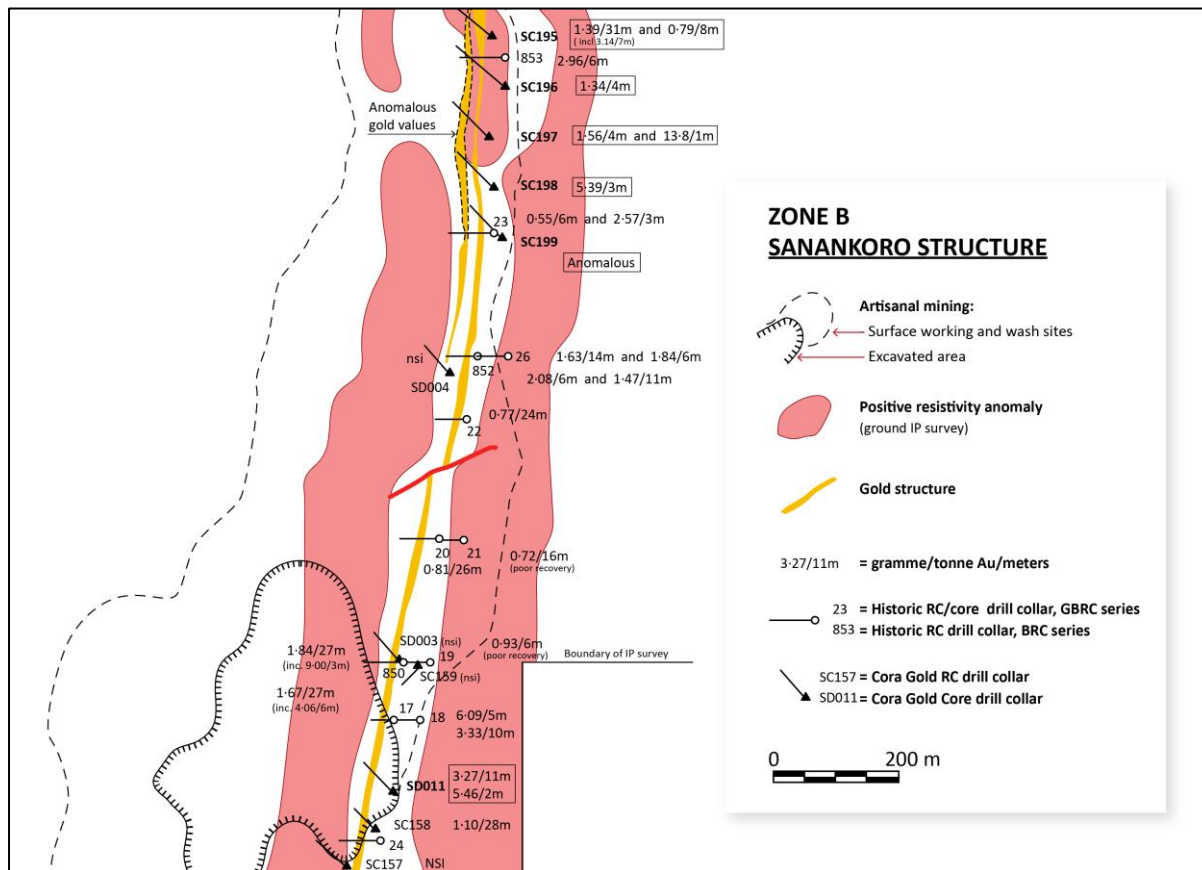 SC195
1·39/31m and 0·79/8m
( incl 3.14/7m)
853 2·96/6m
SC196
1·34/4m
Anomalous
gold values
SC197
1·56/4m and 13·8/1m
SC198
5·39/3m
23
0·55/6m and 2·57/3m
SC199
Anomalous
nsi
SD004
852
26
1·63/14m and 1·84/6m
2·08/6m and 1·47/11m
0·77/24m
22
20
21
0·81/26m
0·72/16m
(poor recovery)
SD003 (nsi)
0·93/6m
(poor recovery)
Boundary of IP survey
1·84/27m
(inc. 9·00/3m)
850
19
SC159 (nsi)
1·67/27m
(inc. 4·06/6m)
17
18
6·09/5m
3·33/10m
SD011
3·27/11m
5·46/2m
SC158 1·10/28m
24
SC157 NSI
ZONE B
SANANKORO STRUCTURE
Artisanal mining:
Surface working and wash sites
Excavated area
Positive resistivity anomaly
(ground IP survey)
Gold structure
3·27/11m = gramme/tonne Au/meters
23 = Historic RC/core drill collar, GBRC series
853 = Historic RC drill collar, BRC series
SC157 = Cora Gold RC drill collar
SD011 = Cora Gold Core drill collar
0 200 m